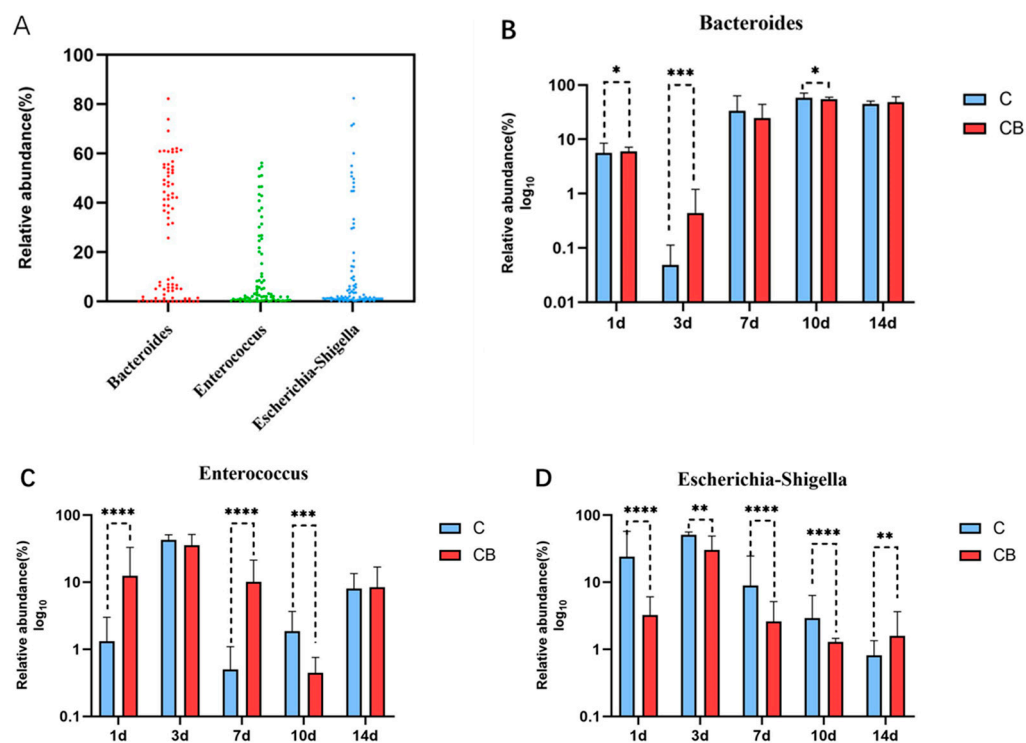 A
Relative abundance(%)
100
80
60
40
20
0
Bacteroides
Enterococcus
Escherichia-Shigella
B
Bacteroides
Relative abundance(%)
log10
100
10
1
0.1
0.01
*
***
*
1d
3d
7d
10d
14d
C
CB
C
Enterococcus
Relative abundance(%)
log10
100
10
1
0.1
****
****
***
1d
3d
7d
10d
14d
C
CB
D
Escherichia-Shigella
Relative abundance(%)
log10
100
10
1
0.1
****
**
****
****
**
1d
3d
7d
10d
14d
C
CB